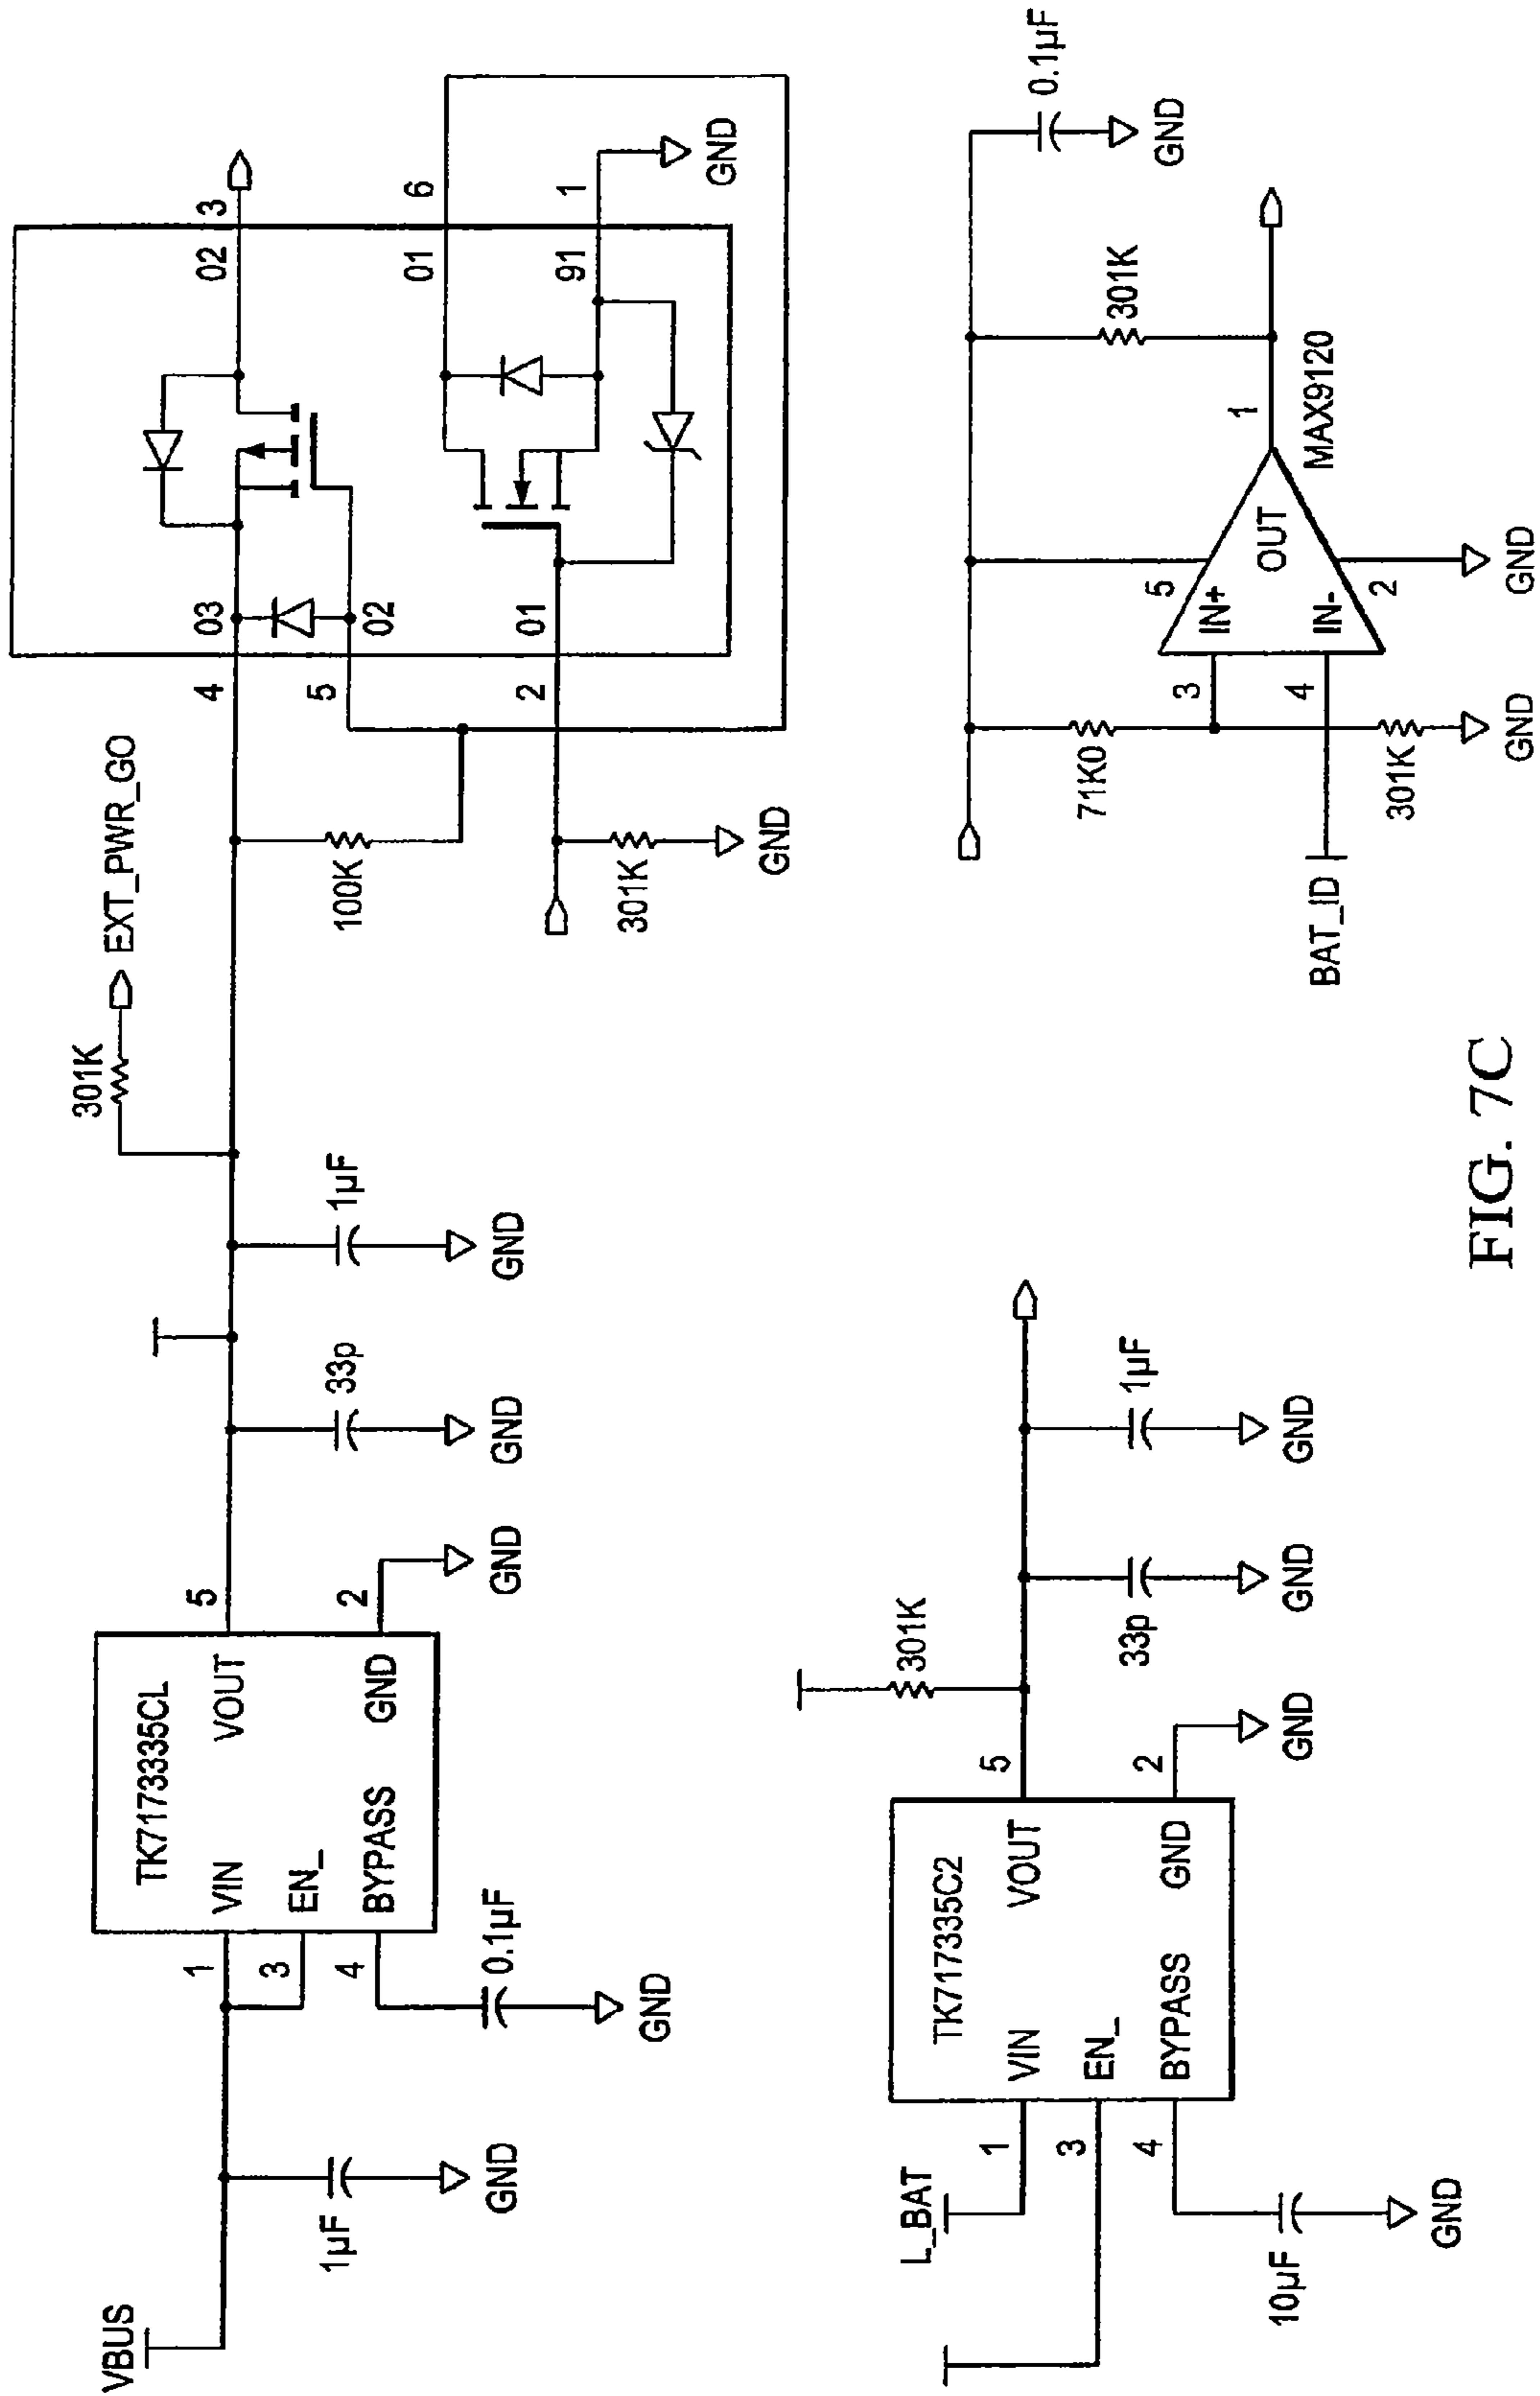 VBUS
1µF
GND
1
3
4
TK717335CL
VIN
EN_
BYPASS
VOUT
GND
5
2
0.1µF
GND
GND
33p
GND
1µF
GND
301K
EXT_PWR_GO
100K
301K
GND
4
5
2
03
02
01
02
01
91
3
6
1
GND
L_BAT
1
3
4
TK717335C2
VIN
EN_
BYPASS
VOUT
GND
5
2
10µF
GND
GND
301K
33p
GND
1µF
GND
BAT_ID
71K0
301K
GND
3
4
IN+
IN-
OUT
5
2
GND
1
MAX9120
301K
0.1µF
GND
FIG. 7C